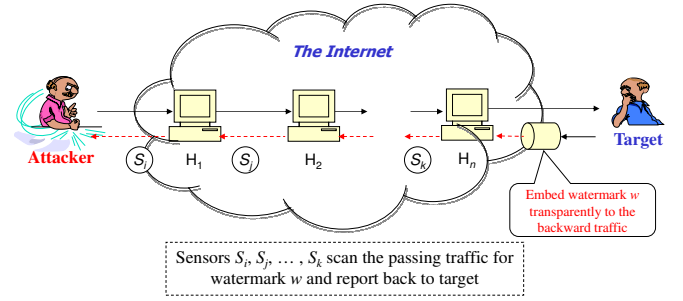 The Internet
Attacker
Target
S_i
H_1
S_j
H_2
S_k
H_n
Embed watermark w
transparently to the
backward traffic
Sensors S_i, S_j, … , S_k scan the passing traffic for
watermark w and report back to target